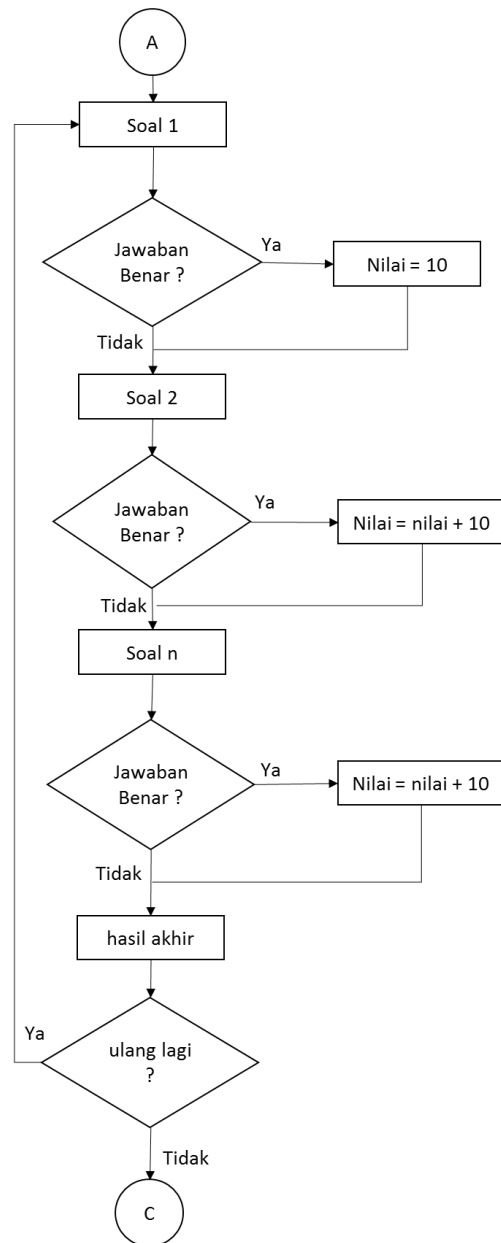 A
Soal 1
Jawaban
Benar ?
Ya
Nilai = 10
Tidak
Soal 2
Jawaban
Benar ?
Ya
Nilai = nilai + 10
Tidak
Soal n
Jawaban
Benar ?
Ya
Nilai = nilai + 10
Tidak
hasil akhir
Ya
ulang lagi
?
Tidak
C